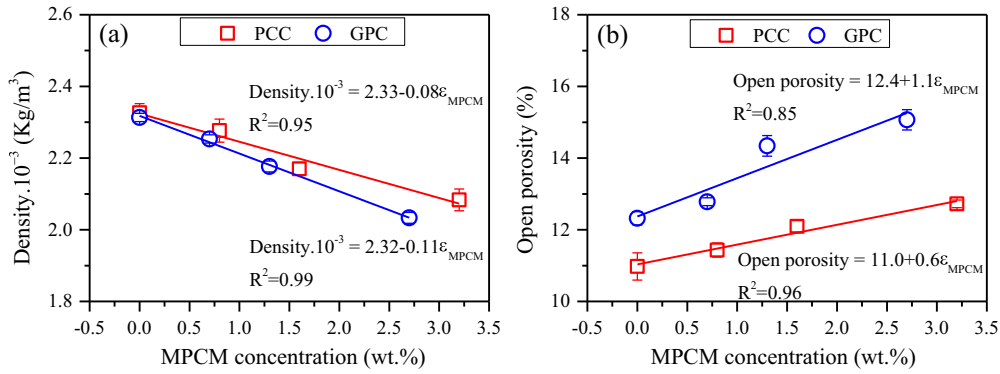 (a)
PCC GPC
Density.10⁻³ = 2.33-0.08ε_MPCM
R²=0.95
Density.10⁻³ = 2.32-0.11ε_MPCM
R²=0.99
Density.10⁻³ (Kg/m³)
2.6
2.4
2.2
2.0
1.8
-0.5 0.0 0.5 1.0 1.5 2.0 2.5 3.0 3.5
MPCM concentration (wt.%)
(b)
PCC GPC
Open porosity = 12.4+1.1ε_MPCM
R²=0.85
Open porosity = 11.0+0.6ε_MPCM
R²=0.96
Open porosity (%)
18
16
14
12
10
-0.5 0.0 0.5 1.0 1.5 2.0 2.5 3.0 3.5
MPCM concentration (wt.%)